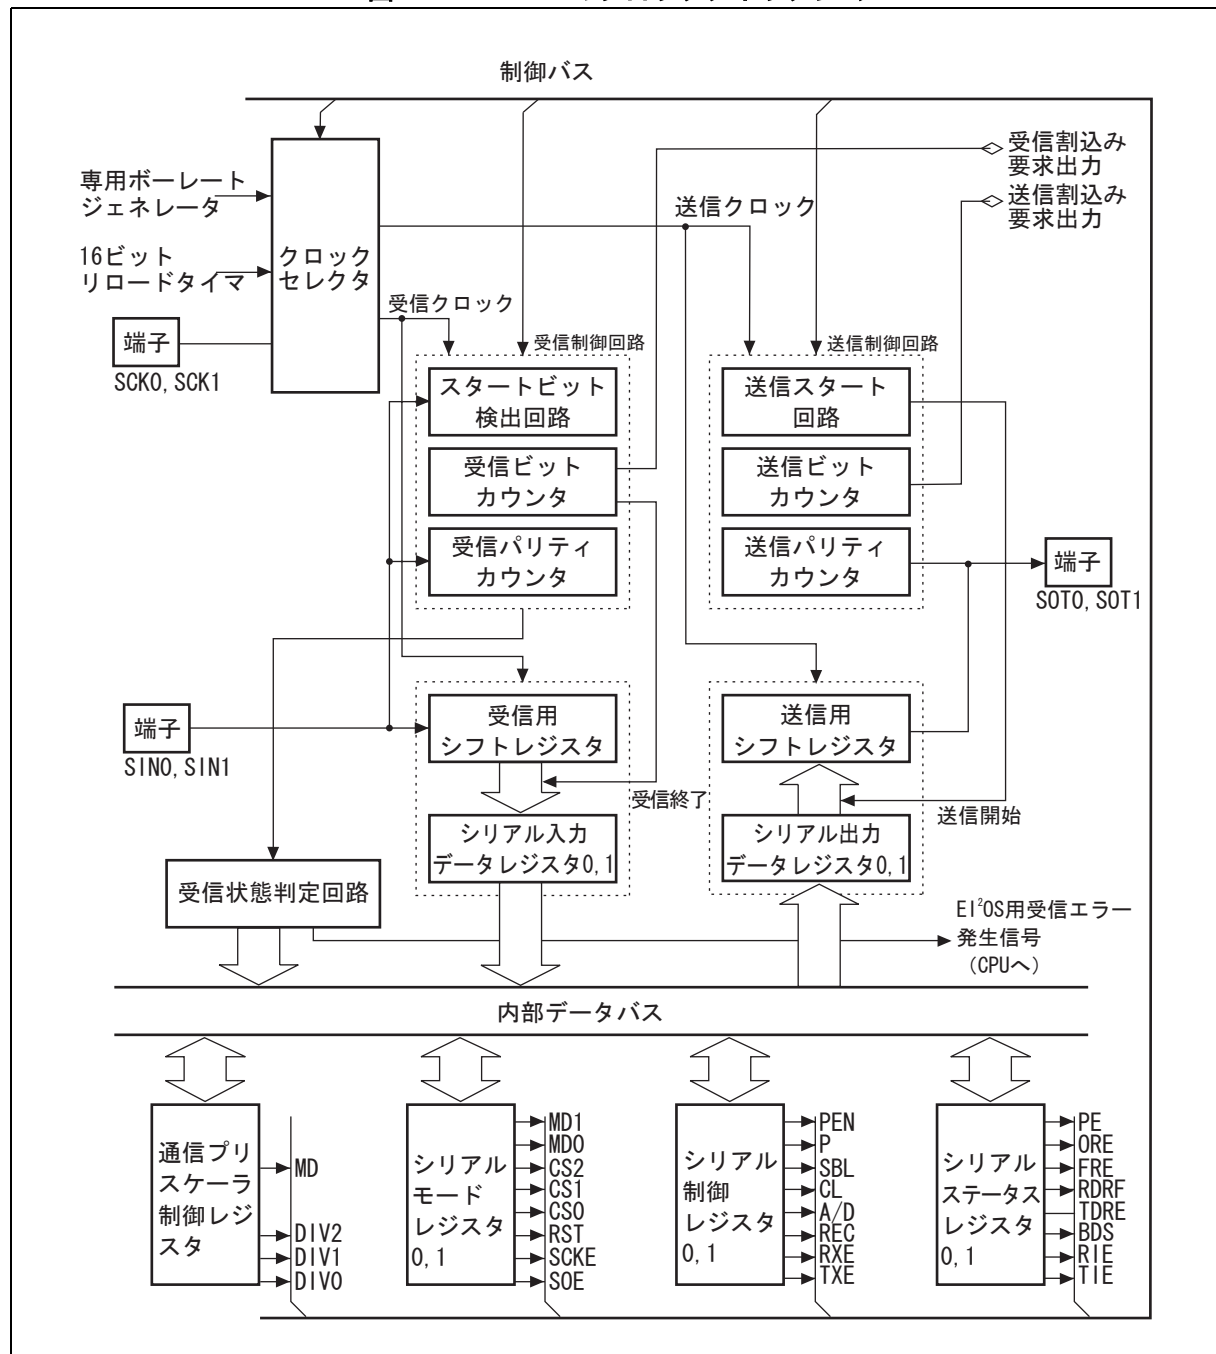 制御バス
専用ボーレート
ジェネレータ
16ビット
リロードタイマ
端子
SCK0, SCK1
クロック
セレクタ
送信クロック
受信クロック
受信割込み
要求出力
送信割込み
要求出力
受信制御回路
スタートビット
検出回路
受信ビット
カウンタ
受信パリティ
カウンタ
送信制御回路
送信スタート
回路
送信ビット
カウンタ
送信パリティ
カウンタ
端子
SOT0, SOT1
端子
SIN0, SIN1
受信用
シフトレジスタ
受信終了
シリアル入力
データレジスタ0,1
送信用
シフトレジスタ
送信開始
シリアル出力
データレジスタ0,1
受信状態判定回路
EI²OS用受信エラー
発生信号
(CPUへ)
内部データバス
通信プリ
スケーラ
制御レジ
スタ
MD
DIV2
DIV1
DIV0
シリアル
モード
レジスタ
0,1
MD1
MD0
CS2
CS1
CS0
RST
SCKE
SOE
シリアル
制御
レジスタ
0,1
PEN
P
SBL
CL
A/D
REC
RXE
TXE
シリアル
ステータス
レジスタ
0,1
PE
ORE
FRE
RDRF
TDRE
BDS
RIE
TIE